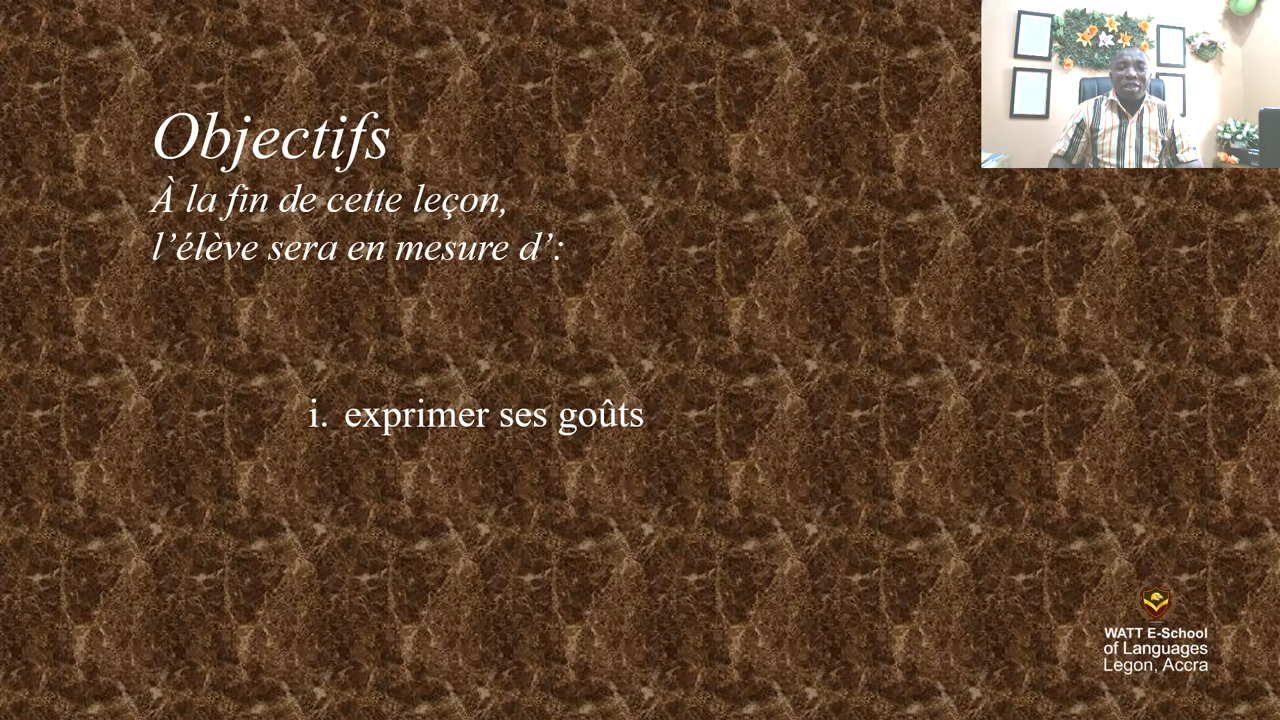 Objectifs
À la fin de cette leçon,
l’élève sera en mesure d’:
i. exprimer ses goûts
WATT E-School
of Languages
Legon, Accra